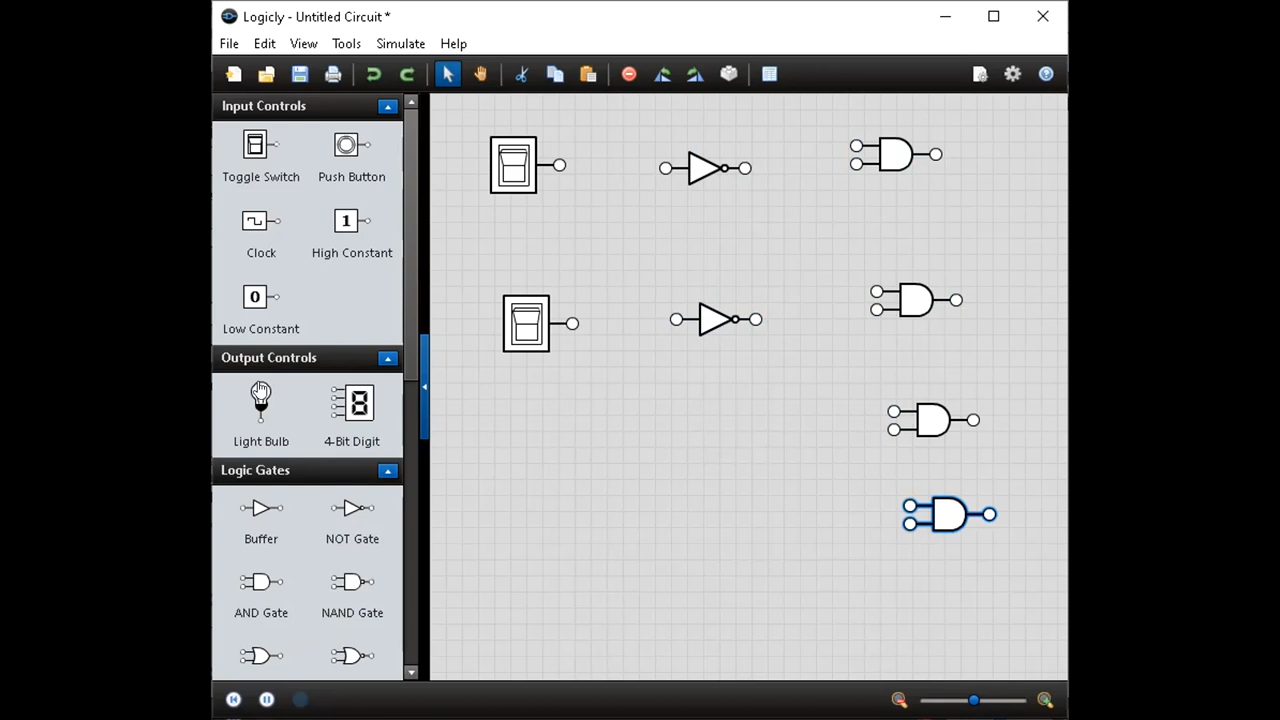 Logicly - Untitled Circuit *
File Edit View Tools Simulate Help
Input Controls
Toggle Switch Push Button
1
Clock High Constant
0
Low Constant
Output Controls
8
Light Bulb 4-Bit Digit
Logic Gates
Buffer NOT Gate
AND Gate NAND Gate